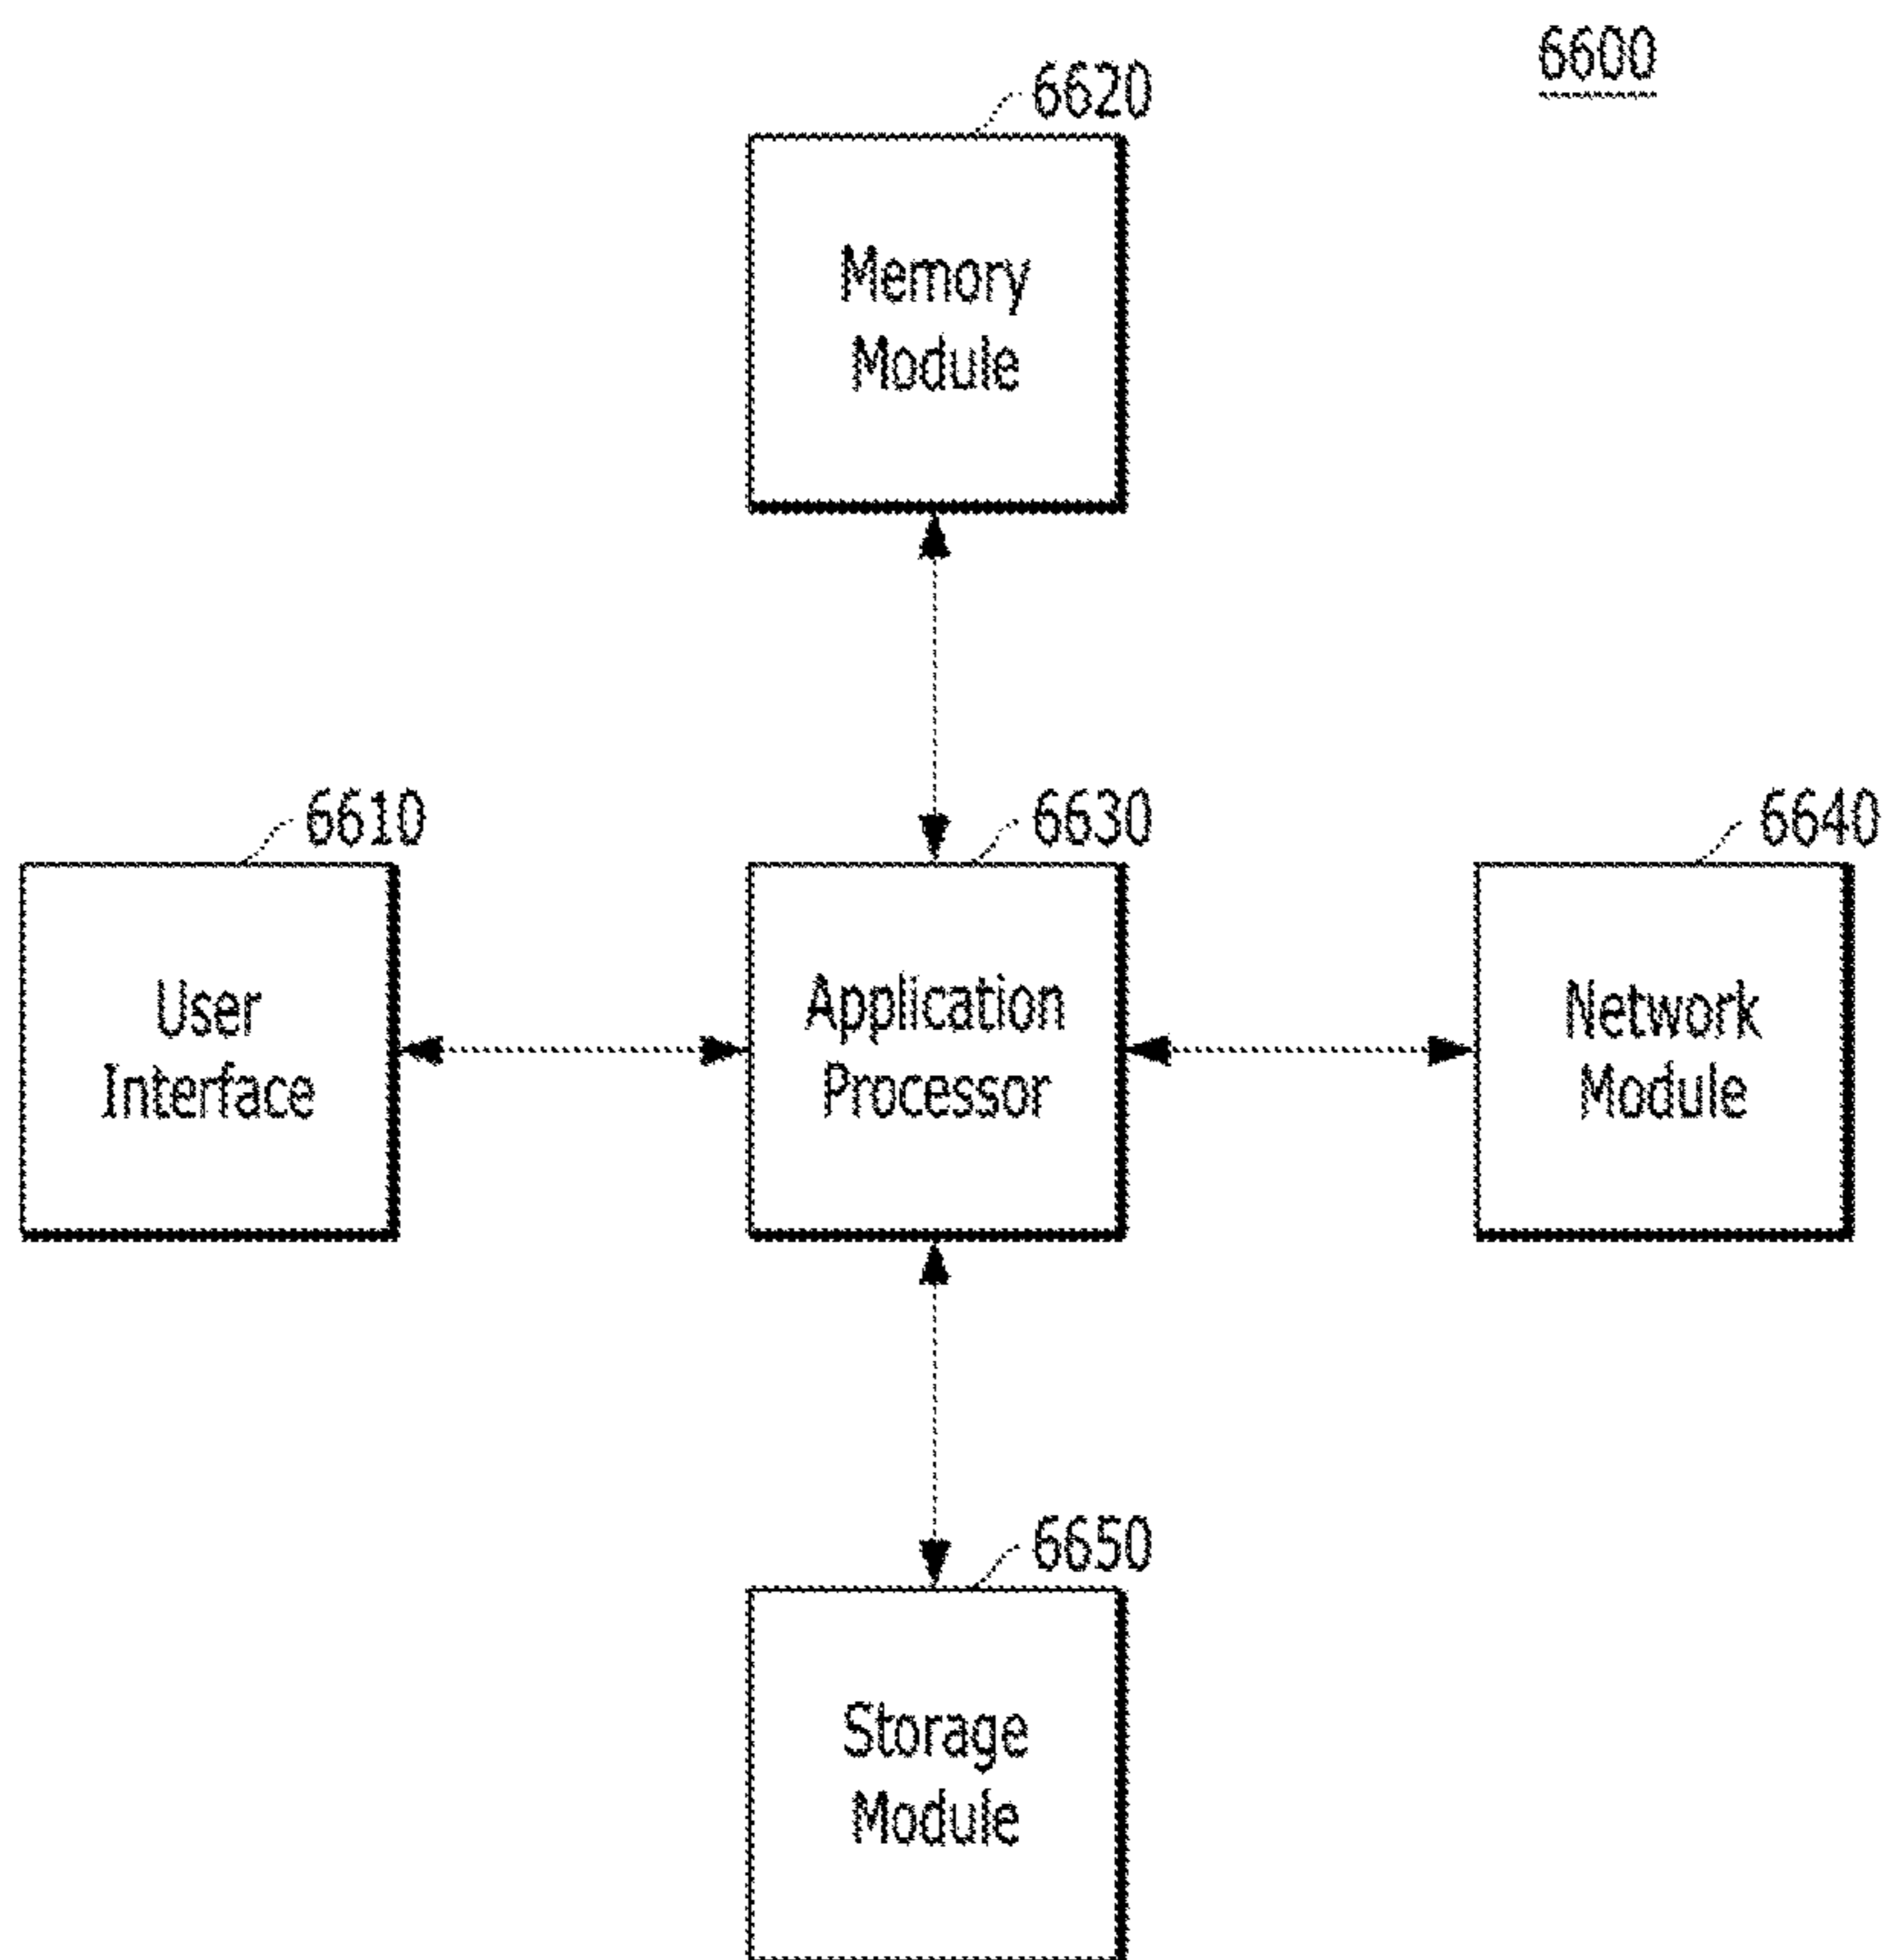 6600
6620
Memory
Module
6610
6630
6640
User
Interface
Application
Processor
Network
Module
6650
Storage
Module